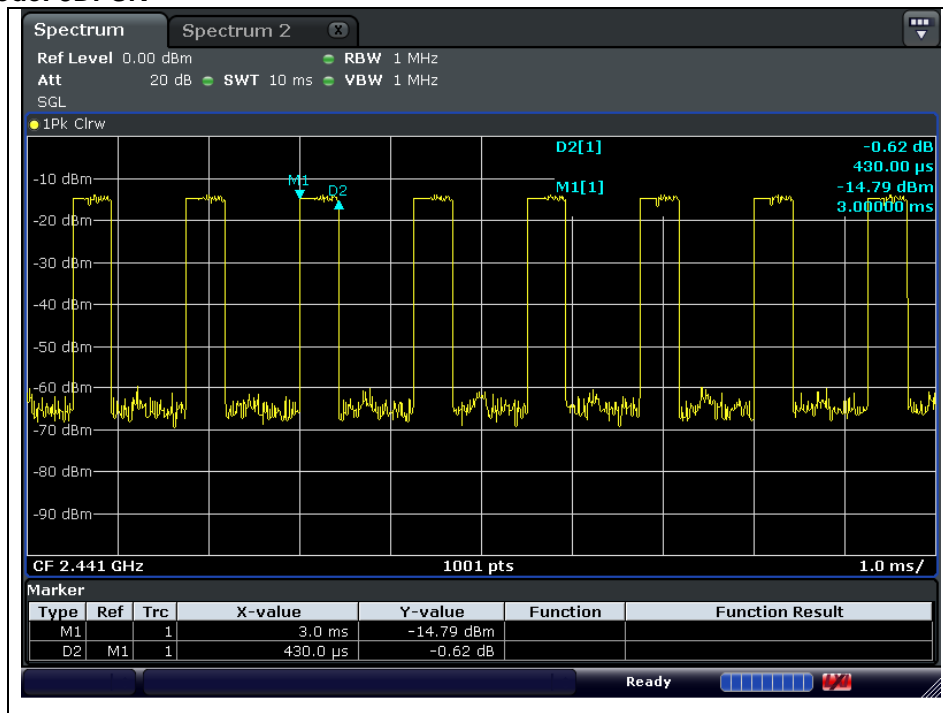 Spectrum Spectrum 2 X
Ref Level 0.00 dBm RBW 1 MHz
Att 20 dB SWT 10 ms VBW 1 MHz
SGL
1Pk Clrw
D2[1] -0.62 dB
430.00 µs
M1[1] -14.79 dBm
3.00000 ms
M1
D2
-10 dBm
-20 dBm
-30 dBm
-40 dBm
-50 dBm
-60 dBm
-70 dBm
-80 dBm
-90 dBm
CF 2.441 GHz 1001 pts 1.0 ms/
Marker
Type Ref Trc X-value Y-value Function Function Result
M1 1 3.0 ms -14.79 dBm
D2 M1 1 430.0 µs -0.62 dB
Ready